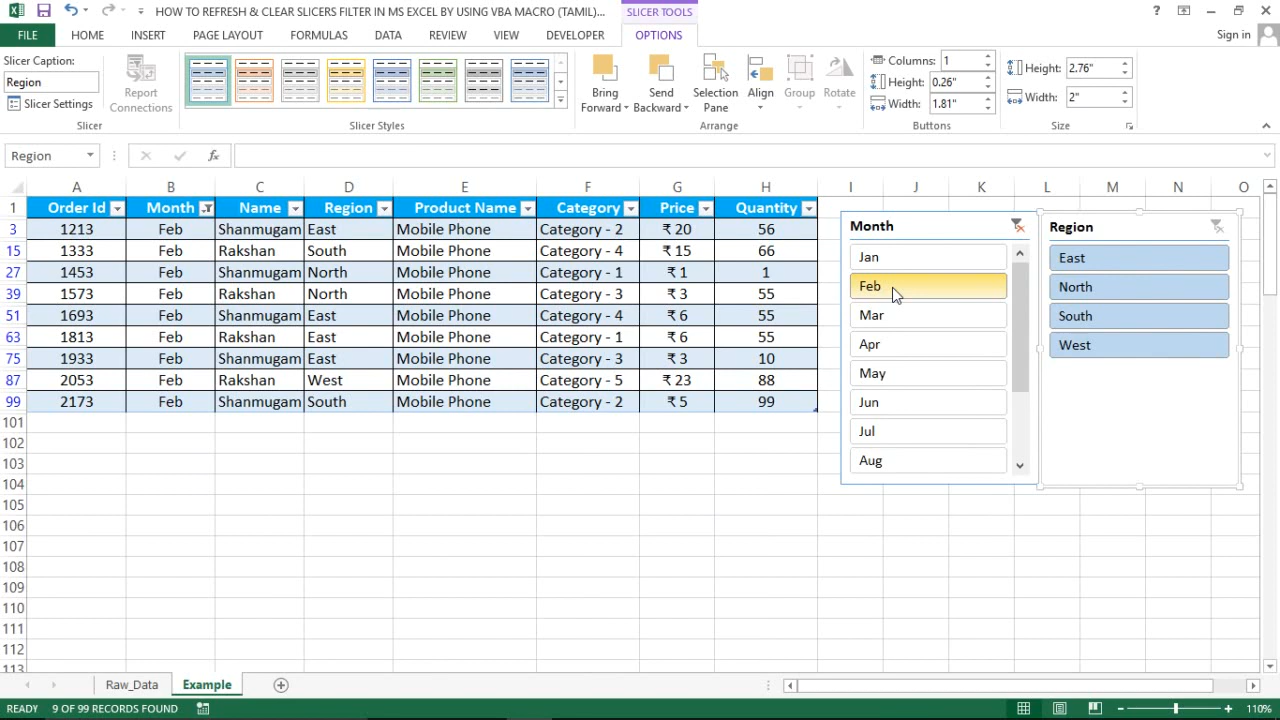 HOW TO REFRESH & CLEAR SLICERS FILTER IN MS EXCEL BY USING VBA MACRO (TAMIL)...
SLICER TOOLS
?
FILE HOME INSERT PAGE LAYOUT FORMULAS DATA REVIEW VIEW DEVELOPER OPTIONS Sign in
Slicer Caption:
Region
Slicer Settings
Report Connections
Bring Forward
Send Backward
Selection Pane
Align
Group
Rotate
Columns: 1
Height: 0.26"
Width: 1.81"
Height: 2.76"
Width: 2"
Slicer Slicer Styles Arrange Buttons Size
Region fx
A B C D E F G H I J K L M N O
1 Order Id Month Name Region Product Name Category Price Quantity
3 1213 Feb Shanmugam East Mobile Phone Category - 2 ₹ 20 56
15 1333 Feb Rakshan South Mobile Phone Category - 4 ₹ 15 66
27 1453 Feb Shanmugam North Mobile Phone Category - 1 ₹ 1 1
39 1573 Feb Rakshan North Mobile Phone Category - 3 ₹ 3 55
51 1693 Feb Shanmugam East Mobile Phone Category - 4 ₹ 6 55
63 1813 Feb Rakshan East Mobile Phone Category - 1 ₹ 6 55
75 1933 Feb Shanmugam East Mobile Phone Category - 3 ₹ 3 10
87 2053 Feb Rakshan West Mobile Phone Category - 5 ₹ 23 88
99 2173 Feb Shanmugam South Mobile Phone Category - 2 ₹ 5 99
101
102
103
104
105
106
107
108
109
110
111
112
113
Month
Jan
Feb
Mar
Apr
May
Jun
Jul
Aug
Region
East
North
South
West
Raw_Data Example
READY 9 OF 99 RECORDS FOUND 110%